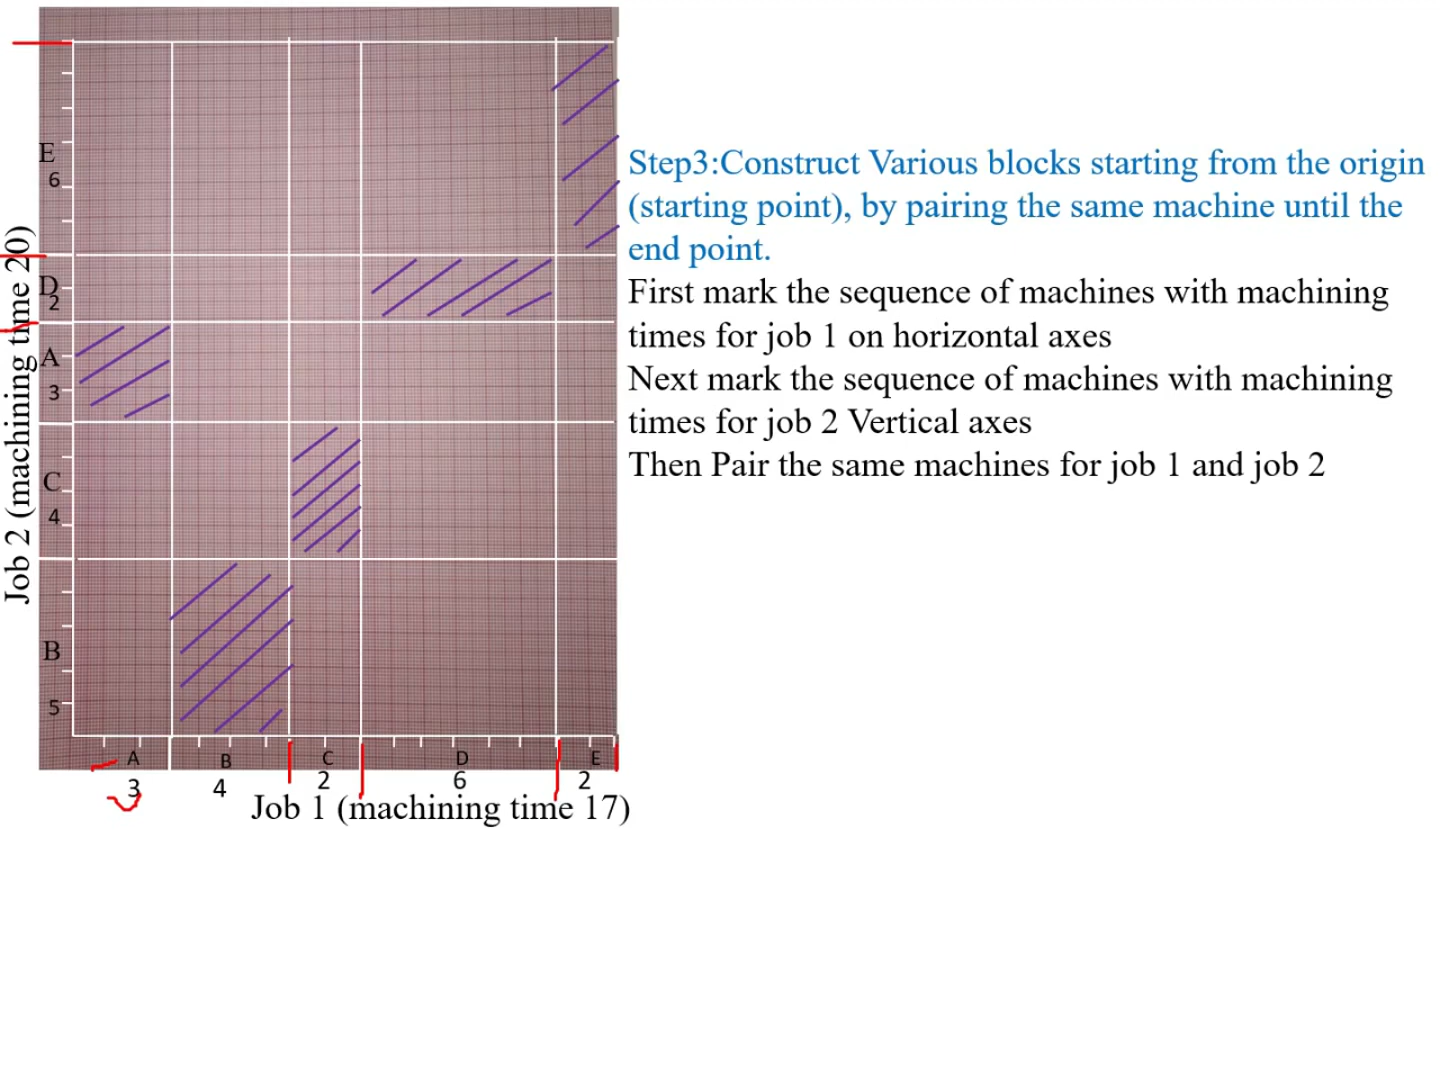 Step3:Construct Various blocks starting from the origin
(starting point), by pairing the same machine until the
end point.
First mark the sequence of machines with machining
times for job 1 on horizontal axes
Next mark the sequence of machines with machining
times for job 2 Vertical axes
Then Pair the same machines for job 1 and job 2
Job 2 (machining time 20)
E
6
D
2
A
3
C
4
B
5
A B C D E
3 4 2 6 2
Job 1 (machining time 17)